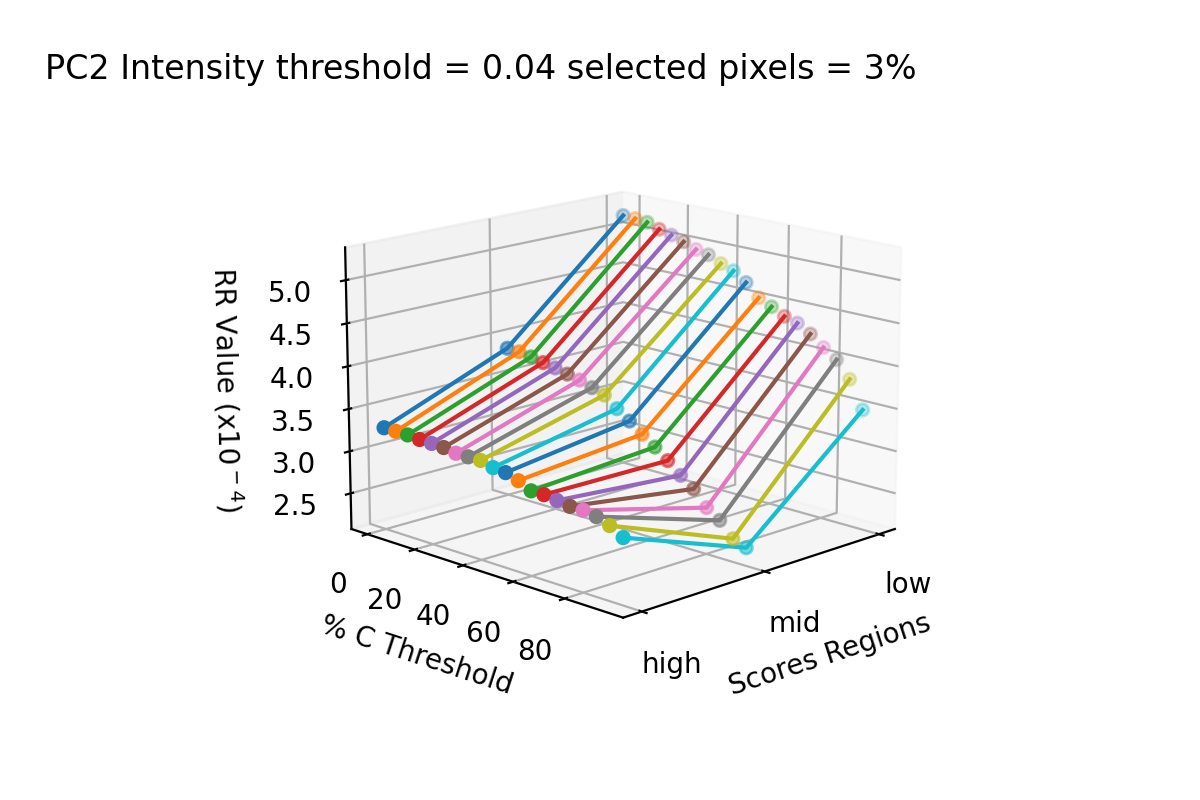 PC2 Intensity threshold = 0.04 selected pixels = 3%
RR Value (x10⁻⁴)
5.0
4.5
4.0
3.5
3.0
2.5
0
20
40
60
80
% C Threshold
high
mid
low
Scores Regions